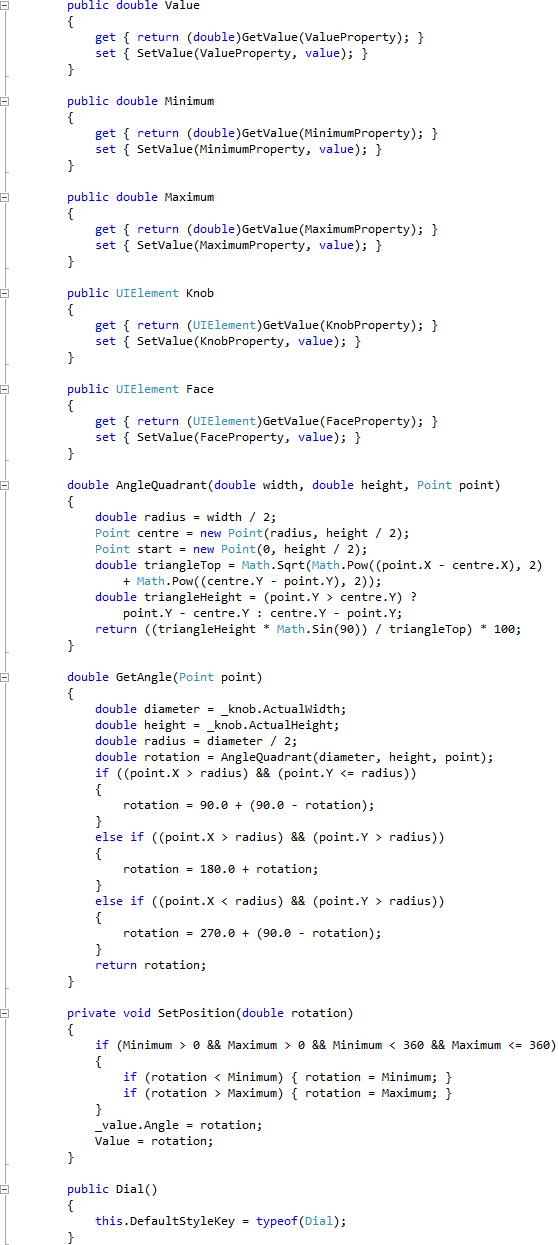 public double Value
{
get { return (double)GetValue(ValueProperty); }
set { SetValue(ValueProperty, value); }
}
public double Minimum
{
get { return (double)GetValue(MinimumProperty); }
set { SetValue(MinimumProperty, value); }
}
public double Maximum
{
get { return (double)GetValue(MaximumProperty); }
set { SetValue(MaximumProperty, value); }
}
public UIElement Knob
{
get { return (UIElement)GetValue(KnobProperty); }
set { SetValue(KnobProperty, value); }
}
public UIElement Face
{
get { return (UIElement)GetValue(FaceProperty); }
set { SetValue(FaceProperty, value); }
}
double AngleQuadrant(double width, double height, Point point)
{
double radius = width / 2;
Point centre = new Point(radius, height / 2);
Point start = new Point(0, height / 2);
double triangleTop = Math.Sqrt(Math.Pow((point.X - centre.X), 2)
+ Math.Pow((centre.Y - point.Y), 2));
double triangleHeight = (point.Y > centre.Y) ?
point.Y - centre.Y : centre.Y - point.Y;
return ((triangleHeight * Math.Sin(90)) / triangleTop) * 100;
}
double GetAngle(Point point)
{
double diameter = _knob.ActualWidth;
double height = _knob.ActualHeight;
double radius = diameter / 2;
double rotation = AngleQuadrant(diameter, height, point);
if ((point.X > radius) && (point.Y <= radius))
{
rotation = 90.0 + (90.0 - rotation);
}
else if ((point.X > radius) && (point.Y > radius))
{
rotation = 180.0 + rotation;
}
else if ((point.X < radius) && (point.Y > radius))
{
rotation = 270.0 + (90.0 - rotation);
}
return rotation;
}
private void SetPosition(double rotation)
{
if (Minimum > 0 && Maximum > 0 && Minimum < 360 && Maximum <= 360)
{
if (rotation < Minimum) { rotation = Minimum; }
if (rotation > Maximum) { rotation = Maximum; }
}
_value.Angle = rotation;
Value = rotation;
}
public Dial()
{
this.DefaultStyleKey = typeof(Dial);
}